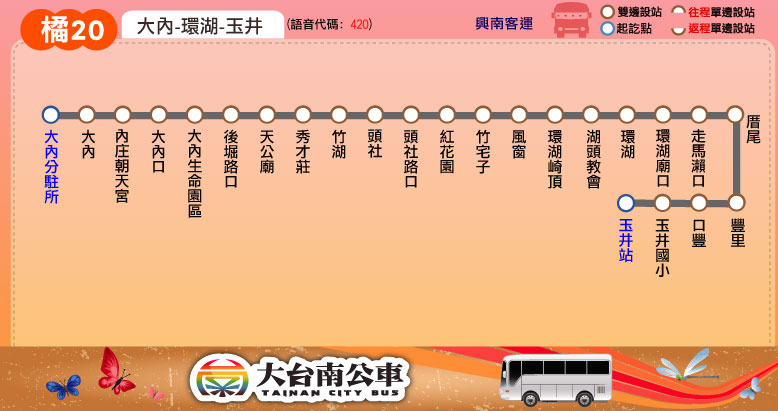 橘20
大內-環湖-玉井
(語音代碼: 420)
興南客運
雙邊設站
往程單邊設站
起訖點
返程單邊設站
大內分駐所
大內
內庄朝天宮
大內口
大內生命園區
後堀路口
天公廟
秀才莊
竹湖
頭社
頭社路口
紅花園
竹宅子
風窗
環湖崎頂
湖頭教會
環湖
環湖廟口
走馬瀨口
厝尾
豐里
口豐
玉井國小
玉井站
大台南公車
TAINAN CITY BUS